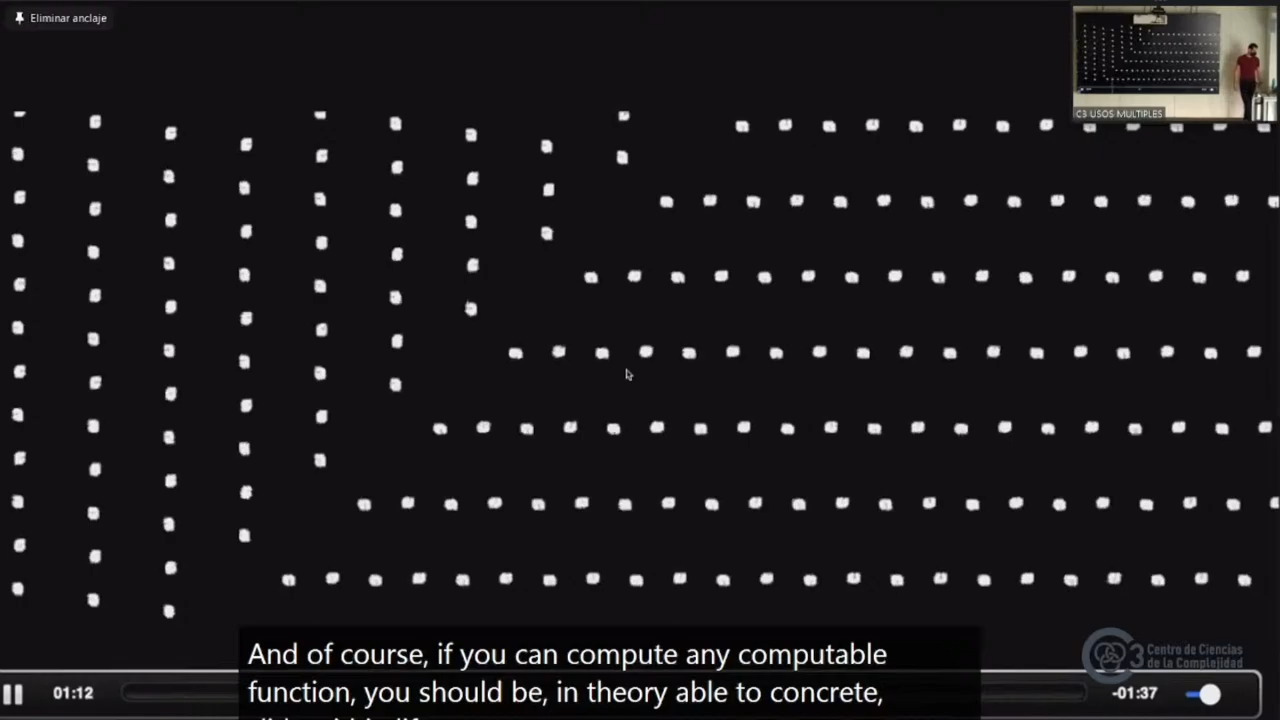 Eliminar anclaje
C3 USOS MULTIPLES
And of course, if you can compute any computable
function, you should be, in theory able to concrete,
3 Centro de Ciencias
de la Complejidad
01:12
-01:37